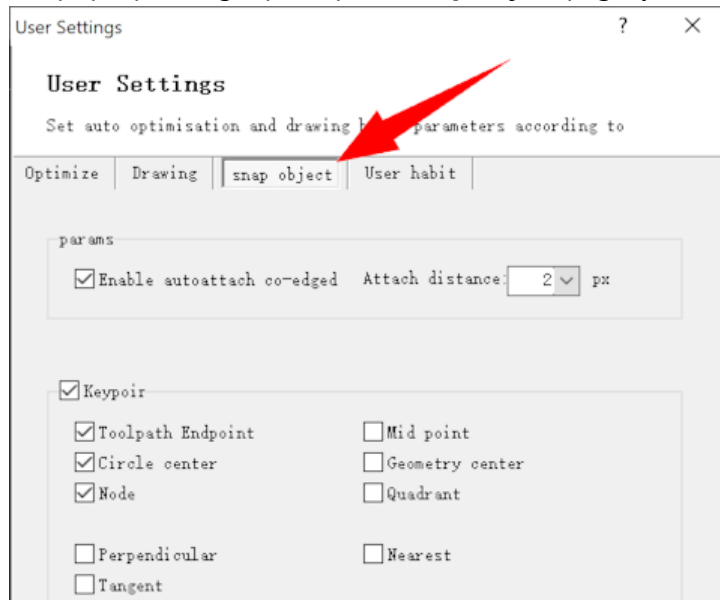 User Settings ?
User Settings
Set auto optimisation and drawing parameters according to
Optimize Drawing snap object User habit
params
Enable autoattach co-edged Attach distance: 2 px
Keypoir
Toolpath Endpoint Mid point
Circle center Geometry center
Node Quadrant
Perpendicular Nearest
Tangent